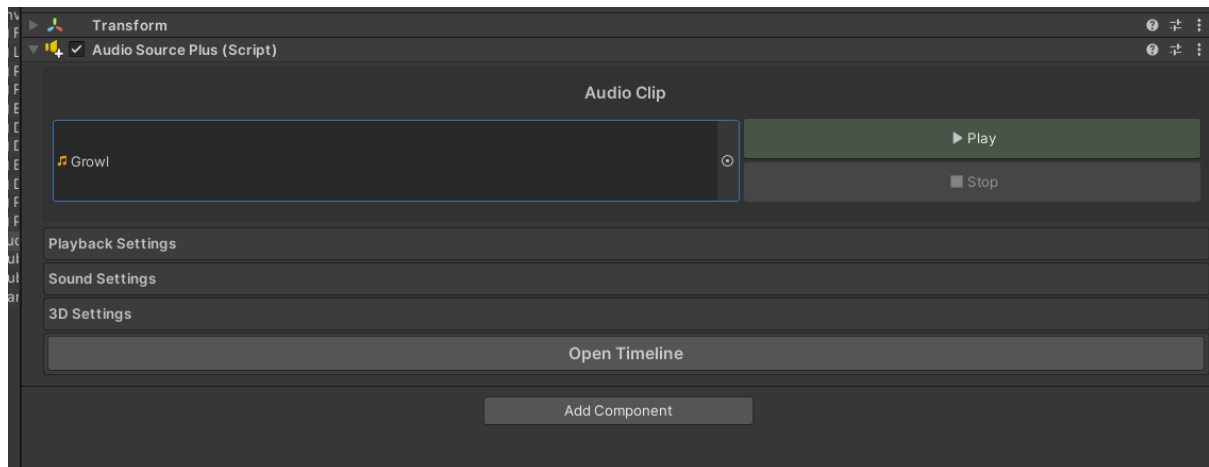 Transform
Audio Source Plus (Script)
Audio Clip
Growl
Play
Stop
Playback Settings
Sound Settings
3D Settings
Open Timeline
Add Component